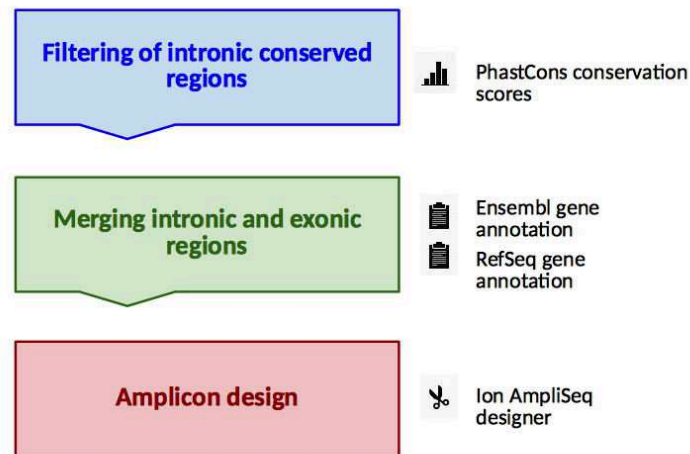 Filtering of intronic conserved
regions
PhastCons conservation
scores
Merging intronic and exonic
regions
Ensembl gene
annotation
RefSeq gene
annotation
Amplicon design
Ion AmpliSeq
designer